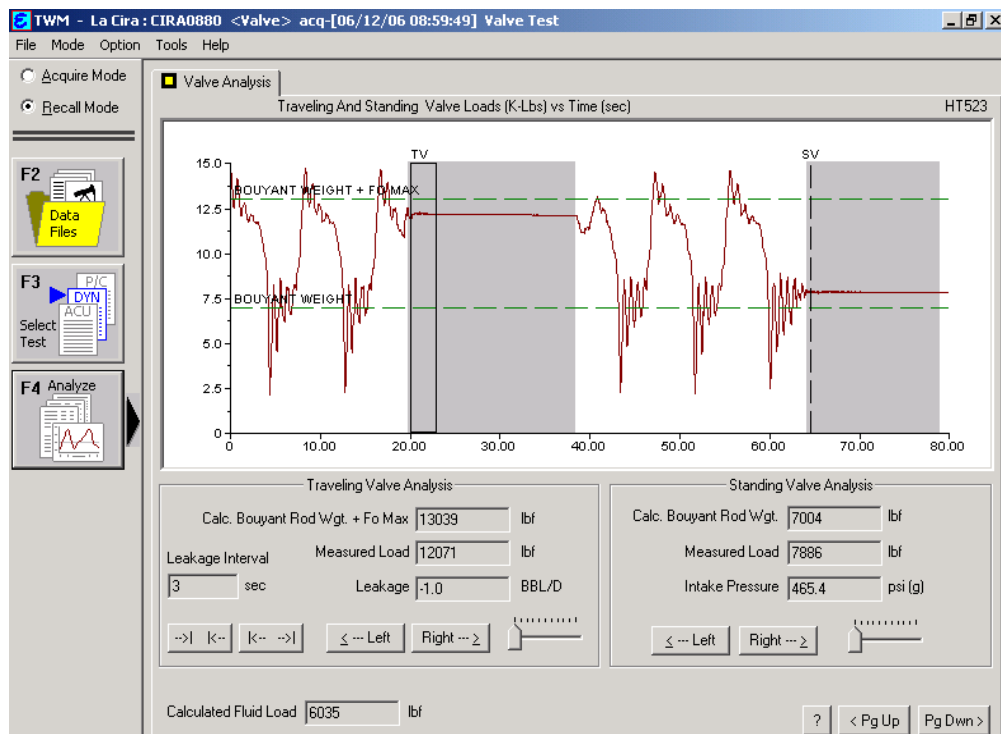 TWM - La Cira : CIRA0880 <Valve> acq-[06/12/06 08:59:49] Valve Test
File Mode Option Tools Help
Acquire Mode
Recall Mode
F2
Data
Files
F3
P/C
DYN
ACU
Select
Test
F4 Analyze
Valve Analysis
Traveling And Standing Valve Loads (K-Lbs) vs Time (sec)
HT523
TV
SV
15.0
BOUYANT WEIGHT + FO MAX
12.5
10.0
7.5
BOUYANT WEIGHT
5.0
2.5
0
0 10.00 20.00 30.00 40.00 50.00 60.00 70.00 80.00
Traveling Valve Analysis
Calc. Bouyant Rod Wgt. + Fo Max 13039 lbf
Measured Load 12071 lbf
Leakage Interval
3 sec
Leakage -1.0 BBL/D
-->| |<-- |<-- -->| < --- Left Right --- >
Standing Valve Analysis
Calc. Bouyant Rod Wgt. 7004 lbf
Measured Load 7886 lbf
Intake Pressure 465.4 psi (g)
< --- Left Right --- >
Calculated Fluid Load 6035 lbf
? < Pg Up Pg Dwn >